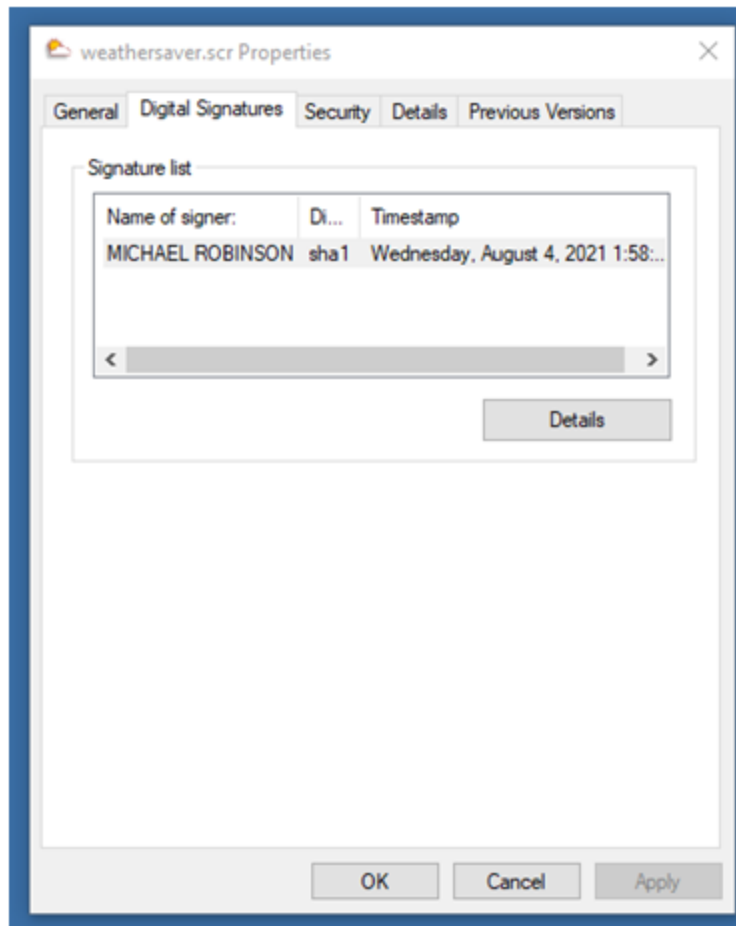 weathersaver.scr Properties
General Digital Signatures Security Details Previous Versions
Signature list
Name of signer: Di... Timestamp
MICHAEL ROBINSON sha1 Wednesday, August 4, 2021 1:58:...
Details
OK Cancel Apply